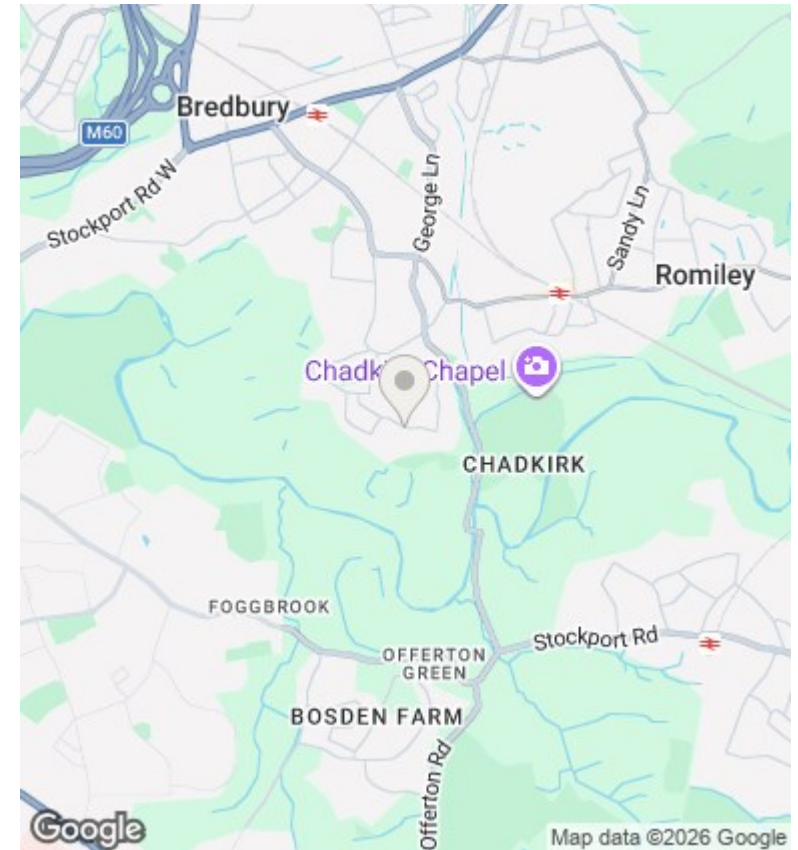 Bredbury
M60
Stockport Rd W
George Ln
Sandy Ln
Romiley
Chapel
CHADKIRK
FOGGBROOK
OFFERTON
GREEN
Stockport Rd
BOSDEN FARM
Offerton Rd
Google
Map data ©2026 Google